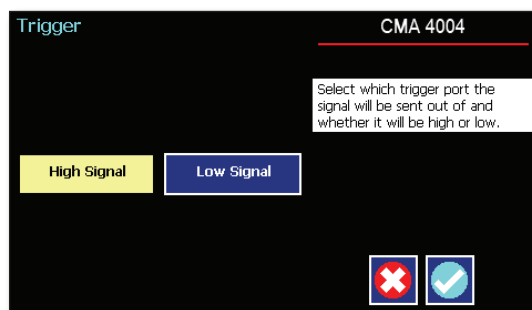 Trigger
CMA 4004
Select which trigger port the
signal will be sent out of and
whether it will be high or low.
High Signal
Low Signal